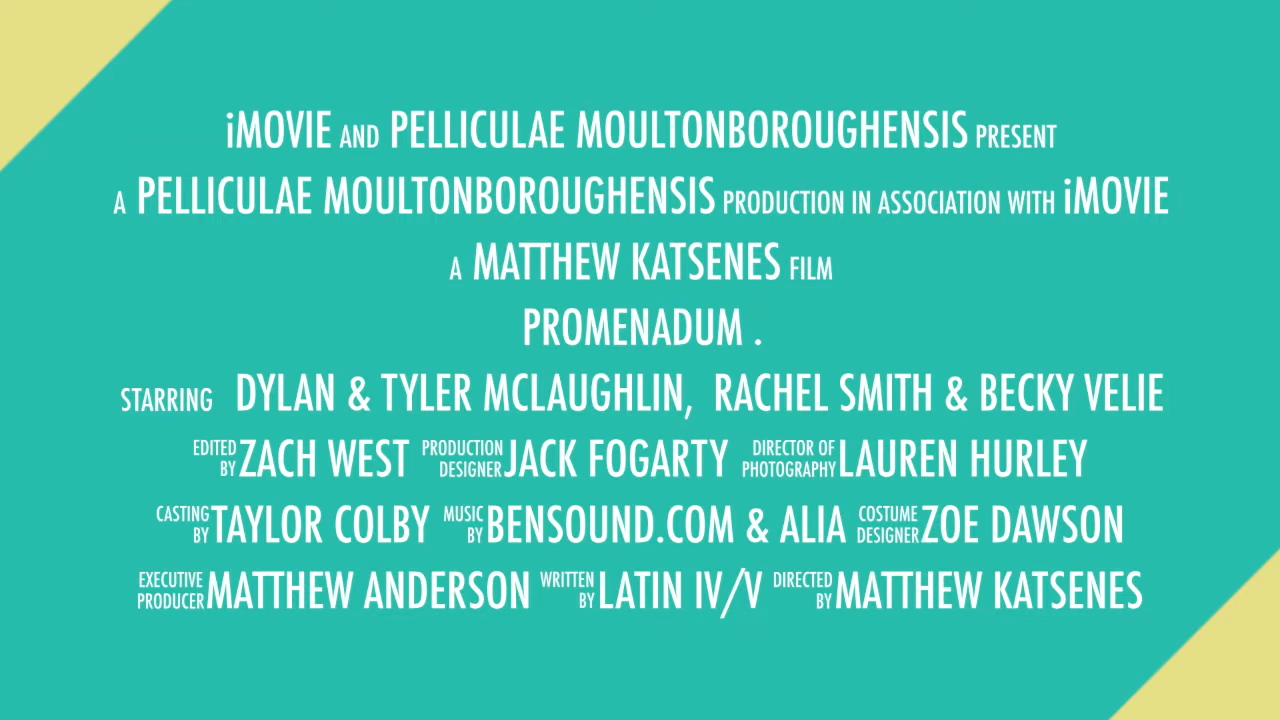 iMOVIE AND PELLICULAE MOULTONBOROUGHENSIS PRESENT
A PELLICULAE MOULTONBOROUGHENSIS PRODUCTION IN ASSOCIATION WITH iMOVIE
A MATTHEW KATSENES FILM
PROMENADUM .
STARRING DYLAN & TYLER MCLAUGHLIN, RACHEL SMITH & BECKY VELIE
EDITED BY ZACH WEST PRODUCTION DESIGNER JACK FOGARTY DIRECTOR OF PHOTOGRAPHY LAUREN HURLEY
CASTING BY TAYLOR COLBY MUSIC BY BENSOUND.COM & ALIA COSTUME DESIGNER ZOE DAWSON
EXECUTIVE PRODUCER MATTHEW ANDERSON WRITTEN BY LATIN IV/V DIRECTED BY MATTHEW KATSENES